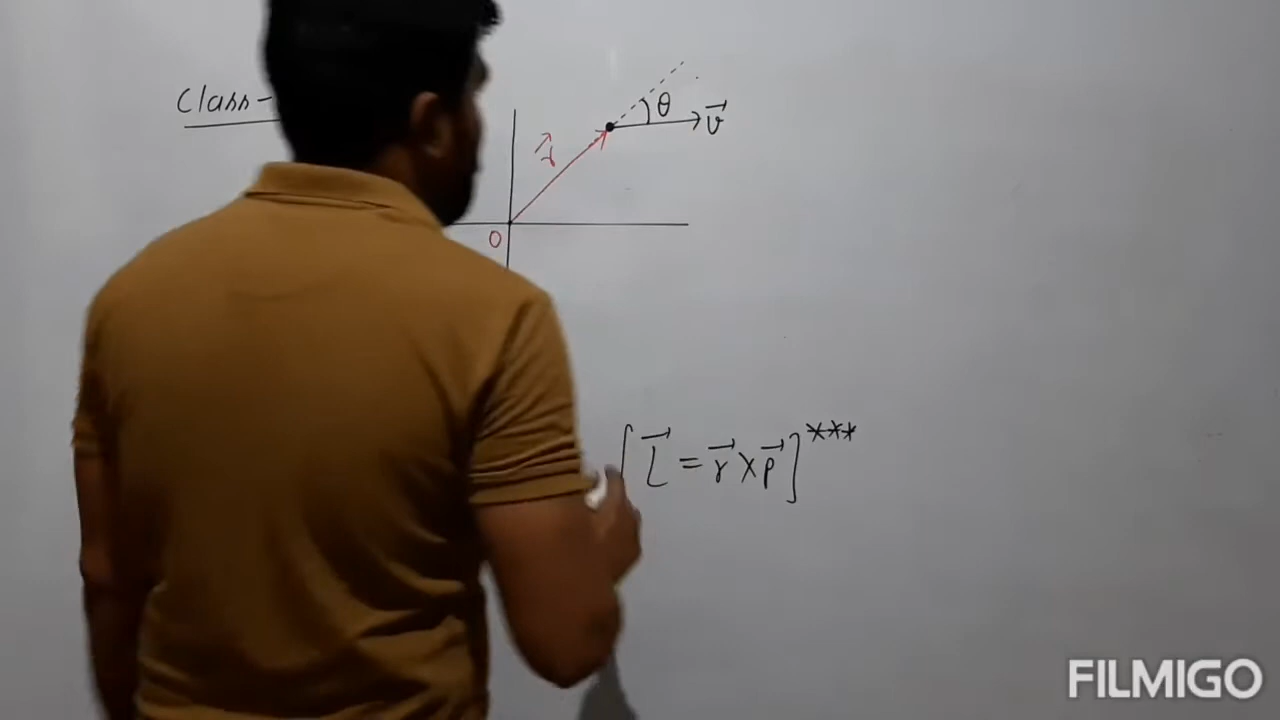 Class-
θ
v⃗
r⃗
O
[L⃗ = r⃗ × p⃗]***
FILMIGO